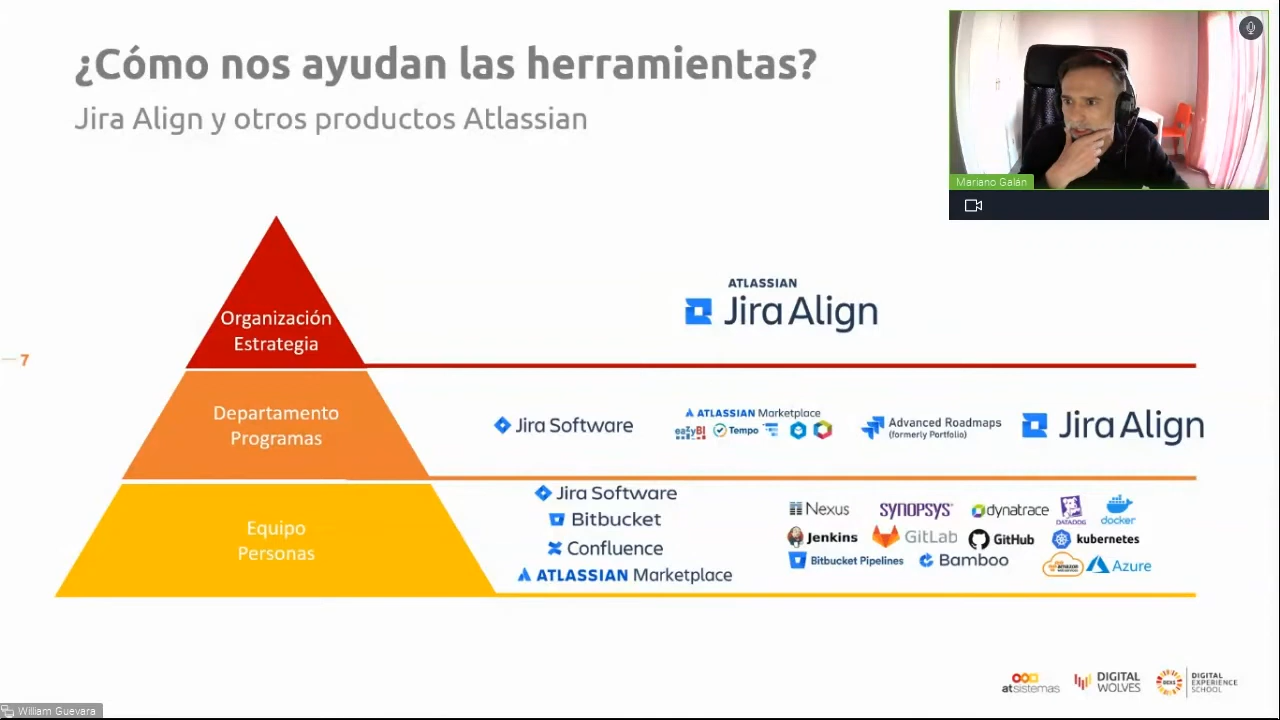 ¿Cómo nos ayudan las herramientas?
Jira Align y otros productos Atlassian
Mariano Galán
Organización
Estrategia
ATLASSIAN
Jira Align
7
Departamento
Programas
Jira Software
ATLASSIAN Marketplace
eazyBI
Tempo
Advanced Roadmaps
(formerly Portfolio)
Jira Align
Equipo
Personas
Jira Software
Bitbucket
Confluence
ATLASSIAN Marketplace
Nexus
SYNOPSYS
dynatrace
DATADOG
docker
Jenkins
GitLab
GitHub
kubernetes
Bitbucket Pipelines
Bamboo
amazon
Azure
atsistemas
DIGITAL
WOLVES
DIGITAL
EXPERIENCE
SCHOOL
William Guevara